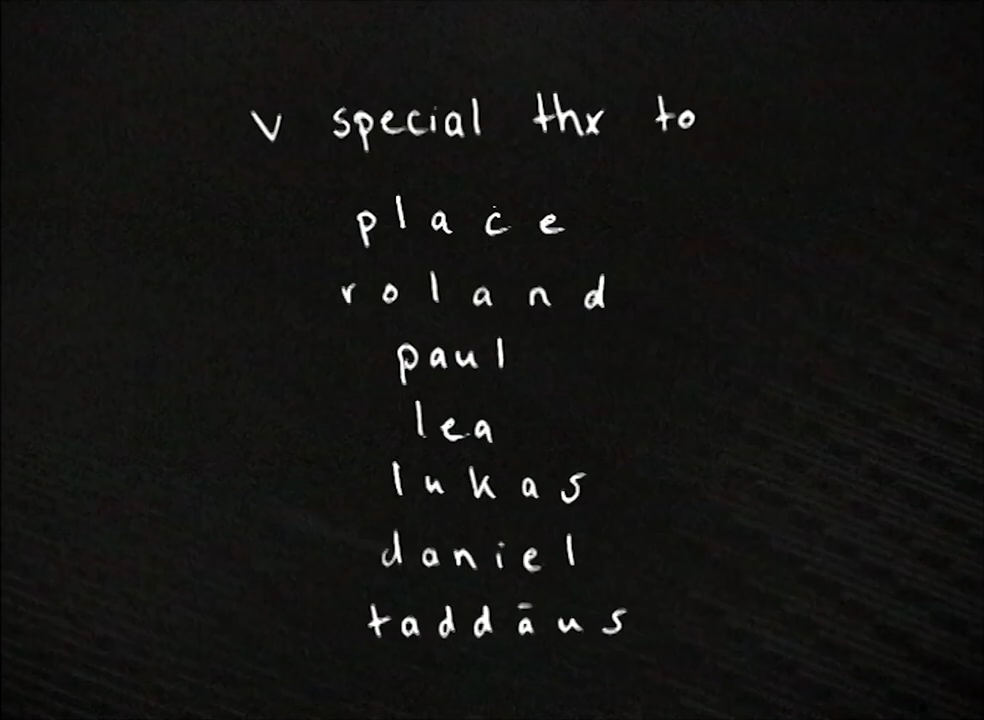 v special thx to
place
roland
paul
lea
lukas
daniel
taddäus